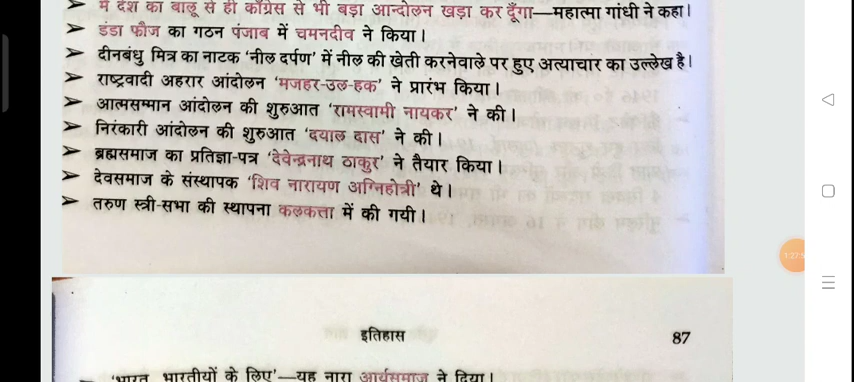 मैं देश की बालू से ही काँग्रेस से भी बड़ा आन्दोलन खड़ा कर दूँगा—महात्मा गांधी ने कहा।
डंडा फौज का गठन पंजाब में चमनदीव ने किया।
दीनबंधु मित्र का नाटक ‘नील दर्पण’ में नील की खेती करनेवाले पर हुए अत्याचार का उल्लेख है।
राष्ट्रवादी अहरार आंदोलन ‘मजहर-उल-हक’ ने प्रारंभ किया।
आत्मसम्मान आंदोलन की शुरुआत ‘रामस्वामी नायकर’ ने की।
निरंकारी आंदोलन की शुरुआत ‘दयाल दास’ ने की।
ब्रह्मसमाज का प्रतिज्ञा-पत्र ‘देवेन्द्रनाथ ठाकुर’ ने तैयार किया।
देवसमाज के संस्थापक ‘शिव नारायण अग्निहोत्री’ थे।
तरुण स्त्री-सभा की स्थापना कलकत्ता में की गयी।
इतिहास 87
‘भारत, भारतीयों के लिए’—यह नारा आर्यसमाज ने दिया।